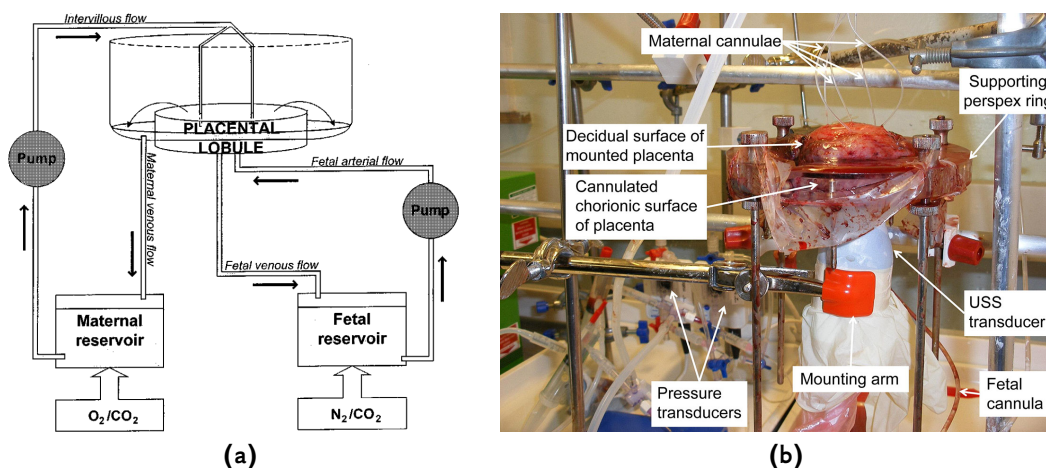 Intervillous flow
PLACENTAL
LOBULE
Pump
Fetal arterial flow
Pump
Maternal venous flow
Fetal venous flow
Maternal
reservoir
Fetal
reservoir
O2/CO2
N2/CO2
(a)
Maternal cannulae
Supporting
perspex ring
Decidual surface of
mounted placenta
Cannulated
chorionic surface
of placenta
USS
transducer
Mounting arm
Pressure
transducers
Fetal
cannula
(b)